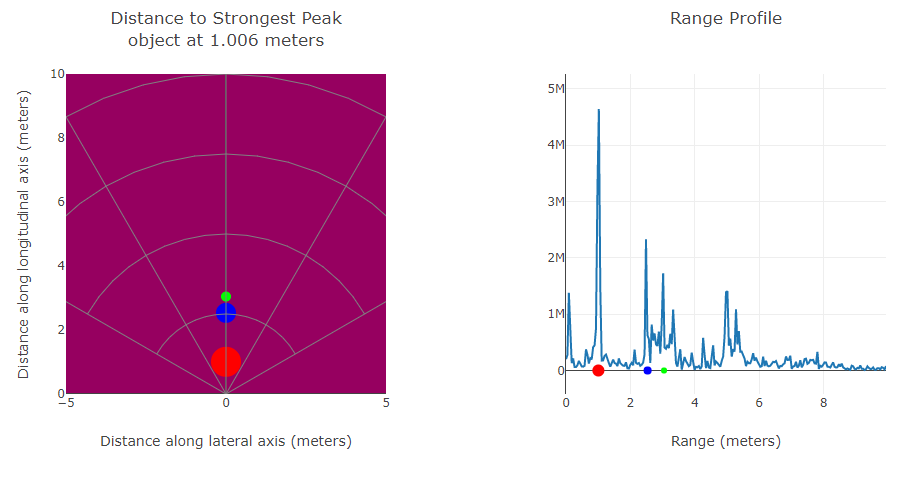 Distance to Strongest Peak
object at 1.006 meters
Range Profile
10
8
6
4
2
0
−5
0
5
Distance along longitudinal axis (meters)
Distance along lateral axis (meters)
5M
4M
3M
2M
1M
0
0
2
4
6
8
Range (meters)